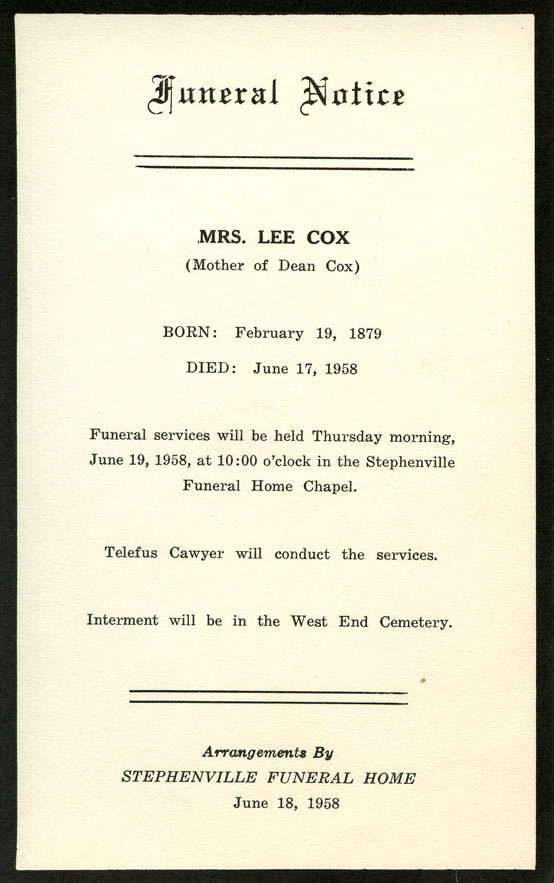 Funeral Notice
MRS. LEE COX
(Mother of Dean Cox)
BORN: February 19, 1879
DIED: June 17, 1958
Funeral services will be held Thursday morning,
June 19, 1958, at 10:00 o'clock in the Stephenville
Funeral Home Chapel.
Telefus Cawyer will conduct the services.
Interment will be in the West End Cemetery.
Arrangements By
STEPHENVILLE FUNERAL HOME
June 18, 1958